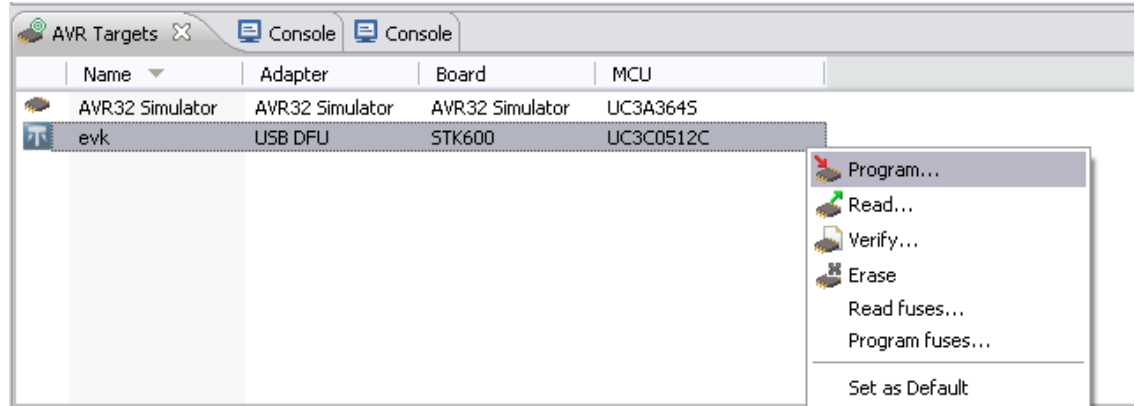 AVR Targets Console Console
Name Adapter Board MCU
AVR32 Simulator AVR32 Simulator AVR32 Simulator UC3A364S
evk USB DFU STK600 UC3C0512C
Program...
Read...
Verify...
Erase
Read fuses...
Program fuses...
Set as Default